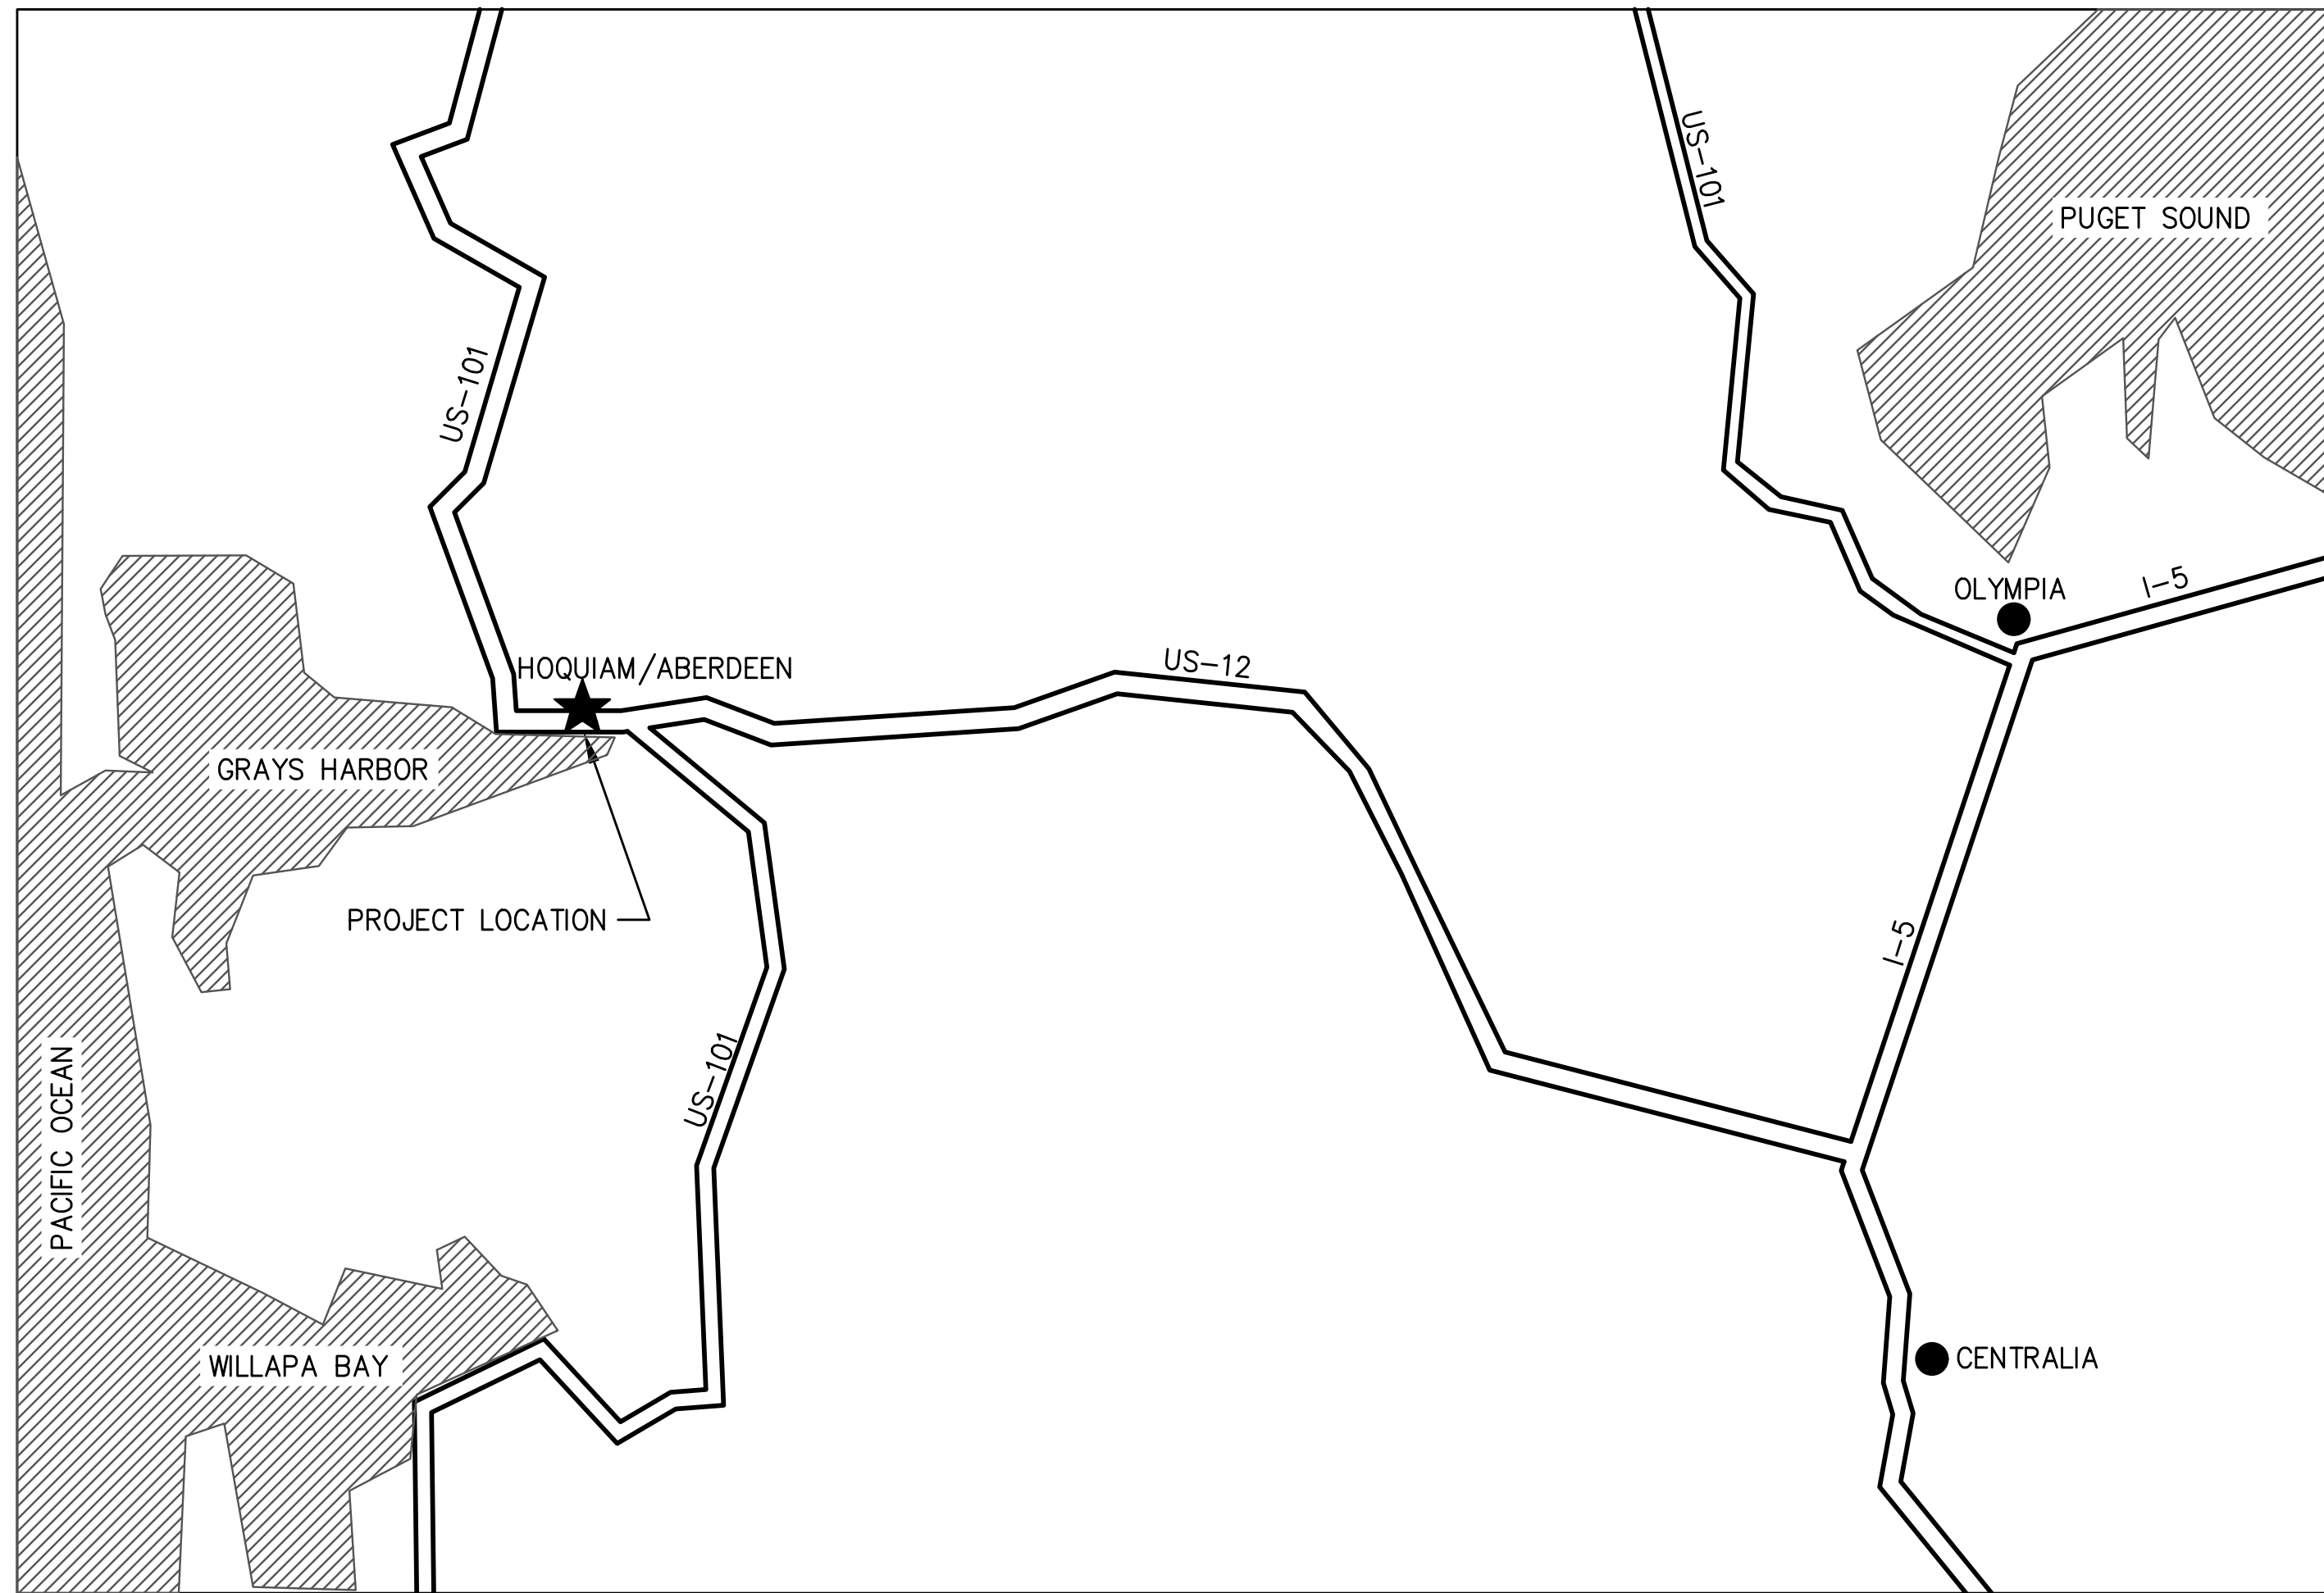 US-101
PUGET SOUND
US-101
OLYMPIA
I-5
HOQUIAM/ABERDEEN
US-12
GRAYS HARBOR
PROJECT LOCATION
I-5
US-101
PACIFIC OCEAN
WILLAPA BAY
CENTRALIA